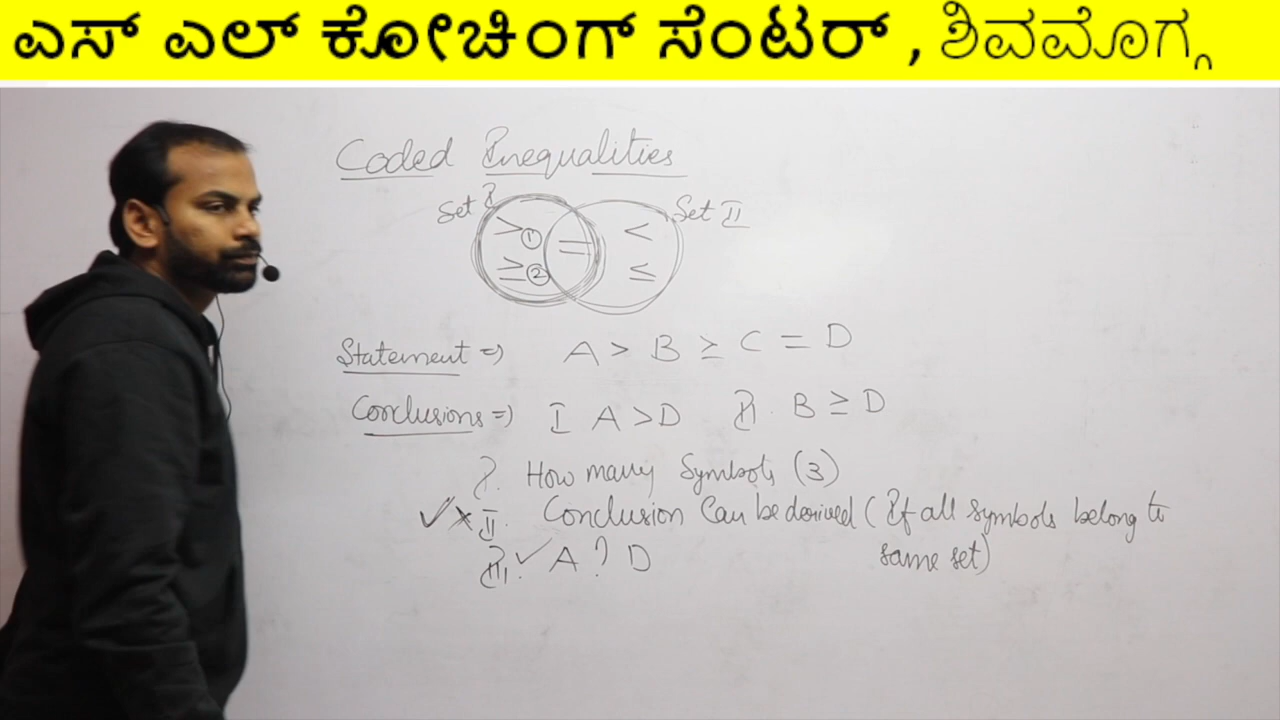 ಎಸ್ ಎಲ್ ಕೋಚಿಂಗ್ ಸೆಂಟರ್ , ಶಿವಮೊಗ್ಗ
Coded Inequalities
Set I Set II
> ① = <
≥ ② ≤
Statement ⇒ A > B ≥ C = D
Conclusions ⇒ I A > D II. B ≥ D
I. How many Symbols (3)
✓ × II. Conclusion Can be derived ( If all symbols belong to
same set)
III. ✓ A ? D